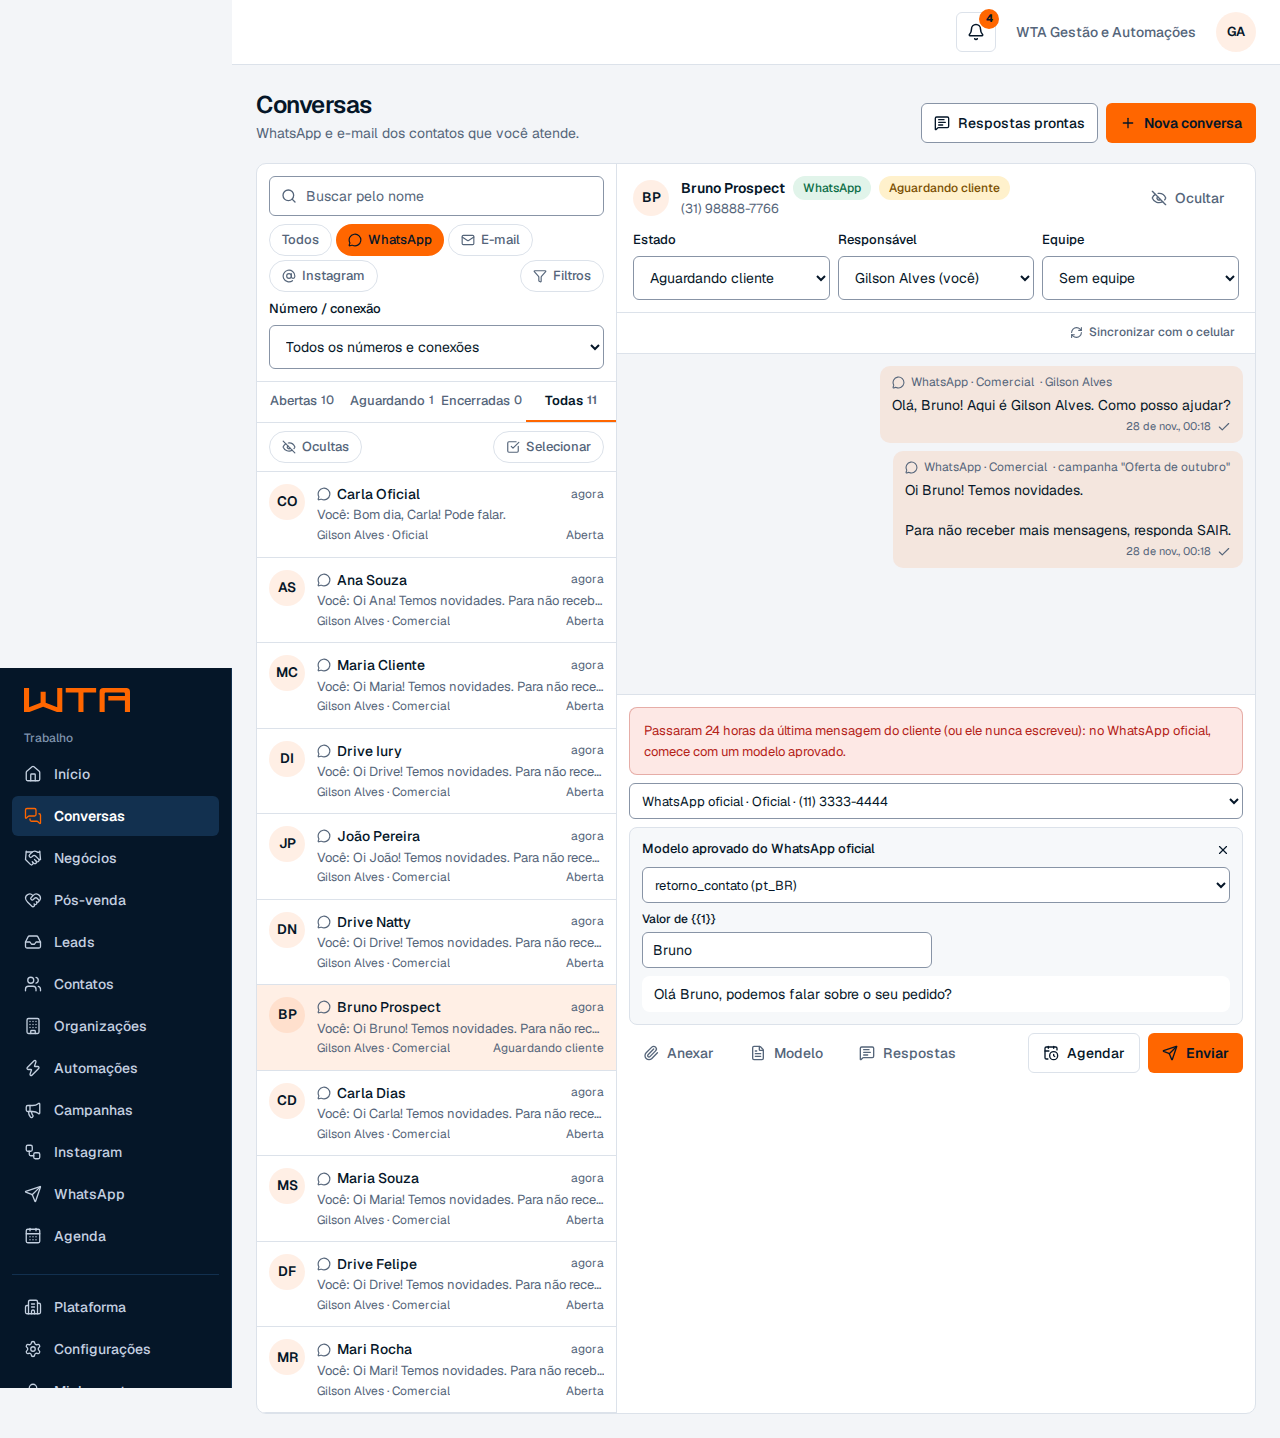 4
WTA Gestão e Automações
GA
Conversas
WhatsApp e e-mail dos contatos que você atende.
Respostas prontas
Nova conversa
WTA
Trabalho
Início
Conversas
Negócios
Pós-venda
Leads
Contatos
Organizações
Automações
Campanhas
Instagram
WhatsApp
Agenda
Plataforma
Configurações
Buscar pelo nome
Todos
WhatsApp
E-mail
Instagram
Filtros
Número / conexão
Todos os números e conexões
Abertas 10
Aguardando 1
Encerradas 0
Todas 11
Ocultas
Selecionar
CO
Carla Oficial
agora
Você: Bom dia, Carla! Pode falar.
Gilson Alves · Oficial
Aberta
AS
Ana Souza
agora
Você: Oi Ana! Temos novidades. Para não receb...
Gilson Alves · Comercial
Aberta
MC
Maria Cliente
agora
Você: Oi Maria! Temos novidades. Para não rece...
Gilson Alves · Comercial
Aberta
DI
Drive Iury
agora
Você: Oi Drive! Temos novidades. Para não rece...
Gilson Alves · Comercial
Aberta
JP
João Pereira
agora
Você: Oi João! Temos novidades. Para não rece...
Gilson Alves · Comercial
Aberta
DN
Drive Natty
agora
Você: Oi Drive! Temos novidades. Para não rece...
Gilson Alves · Comercial
Aberta
BP
Bruno Prospect
agora
Você: Oi Bruno! Temos novidades. Para não rec...
Gilson Alves · Comercial
Aguardando cliente
CD
Carla Dias
agora
Você: Oi Carla! Temos novidades. Para não rece...
Gilson Alves · Comercial
Aberta
MS
Maria Souza
agora
Você: Oi Maria! Temos novidades. Para não rece...
Gilson Alves · Comercial
Aberta
DF
Drive Felipe
agora
Você: Oi Drive! Temos novidades. Para não rece...
Gilson Alves · Comercial
Aberta
MR
Mari Rocha
agora
Você: Oi Mari! Temos novidades. Para não receb...
Gilson Alves · Comercial
Aberta
BP
Bruno Prospect
WhatsApp
Aguardando cliente
(31) 98888-7766
Ocultar
Estado
Responsável
Equipe
Aguardando cliente
Gilson Alves (você)
Sem equipe
Sincronizar com o celular
WhatsApp · Comercial · Gilson Alves
Olá, Bruno! Aqui é Gilson Alves. Como posso ajudar?
28 de nov., 00:18
WhatsApp · Comercial · campanha "Oferta de outubro"
Oi Bruno! Temos novidades.
Para não receber mais mensagens, responda SAIR.
28 de nov., 00:18
Passaram 24 horas da última mensagem do cliente (ou ele nunca escreveu): no WhatsApp oficial,
comece com um modelo aprovado.
WhatsApp oficial · Oficial · (11) 3333-4444
Modelo aprovado do WhatsApp oficial
retorno_contato (pt_BR)
Valor de {{1}}
Bruno
Olá Bruno, podemos falar sobre o seu pedido?
Anexar
Modelo
Respostas
Agendar
Enviar